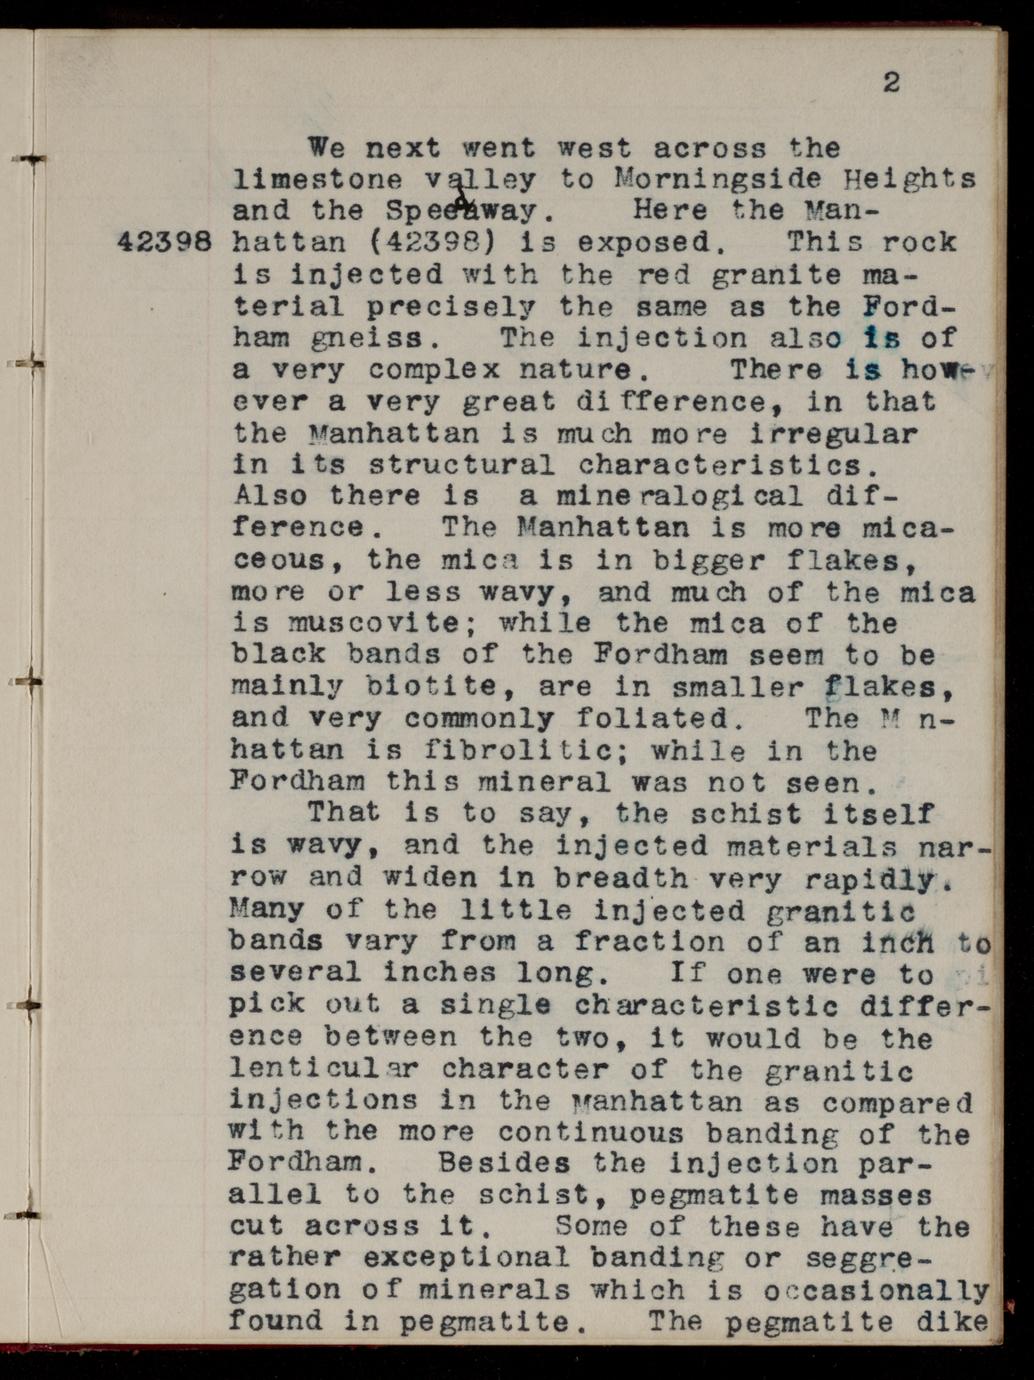 2
We next went west across the
limestone valley to Morningside Heights
and the Speedway. Here the Man-
42398 hattan (42398) is exposed. This rock
is injected with the red granite ma-
terial precisely the same as the Ford-
ham gneiss. The injection also is of
a very complex nature. There is how-
ever a very great difference, in that
the Manhattan is much more irregular
in its structural characteristics.
Also there is a mineralogical dif-
ference. The Manhattan is more mica-
ceous, the mica is in bigger flakes,
more or less wavy, and much of the mica
is muscovite; while the mica of the
black bands of the Fordham seem to be
mainly biotite, are in smaller flakes,
and very commonly foliated. The M n-
hattan is fibrolitic; while in the
Fordham this mineral was not seen.
That is to say, the schist itself
is wavy, and the injected materials nar-
row and widen in breadth very rapidly.
Many of the little injected granitic
bands vary from a fraction of an inch to
several inches long. If one were to
pick out a single characteristic differ-
ence between the two, it would be the
lenticular character of the granitic
injections in the Manhattan as compared
with the more continuous banding of the
Fordham. Besides the injection par-
allel to the schist, pegmatite masses
cut across it. Some of these have the
rather exceptional banding or seggre-
gation of minerals which is occasionally
found in pegmatite. The pegmatite dike